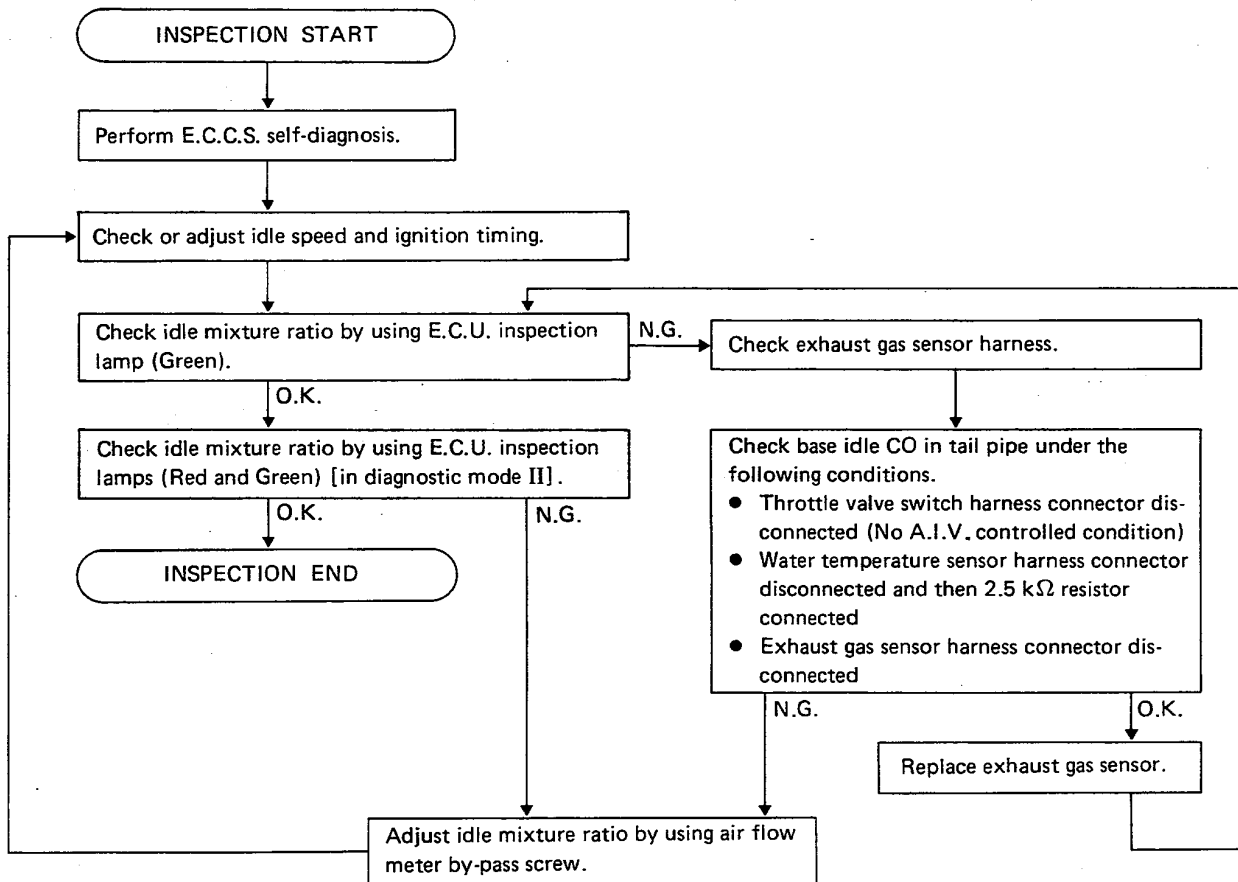 INSPECTION START
Perform E.C.C.S. self-diagnosis.
Check or adjust idle speed and ignition timing.
Check idle mixture ratio by using E.C.U. inspection
lamp (Green).
N.G.
Check exhaust gas sensor harness.
O.K.
Check idle mixture ratio by using E.C.U. inspection
lamps (Red and Green) [in diagnostic mode II].
O.K.
N.G.
INSPECTION END
Check base idle CO in tail pipe under the
following conditions.
● Throttle valve switch harness connector dis-
connected (No A.I.V. controlled condition)
● Water temperature sensor harness connector
disconnected and then 2.5 kΩ resistor
connected
● Exhaust gas sensor harness connector dis-
connected
N.G.
O.K.
Replace exhaust gas sensor.
Adjust idle mixture ratio by using air flow
meter by-pass screw.